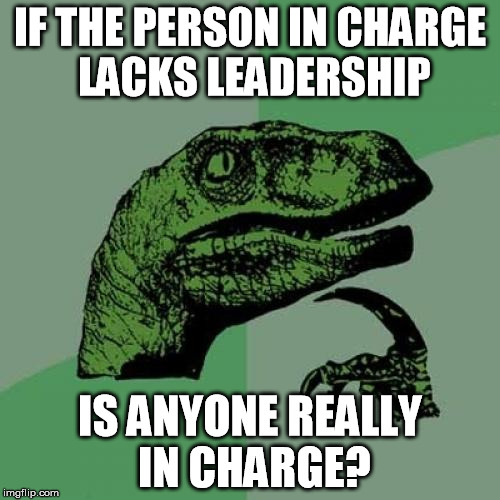 IF THE PERSON IN CHARGE
LACKS LEADERSHIP
IS ANYONE REALLY
IN CHARGE?
imgflip.com